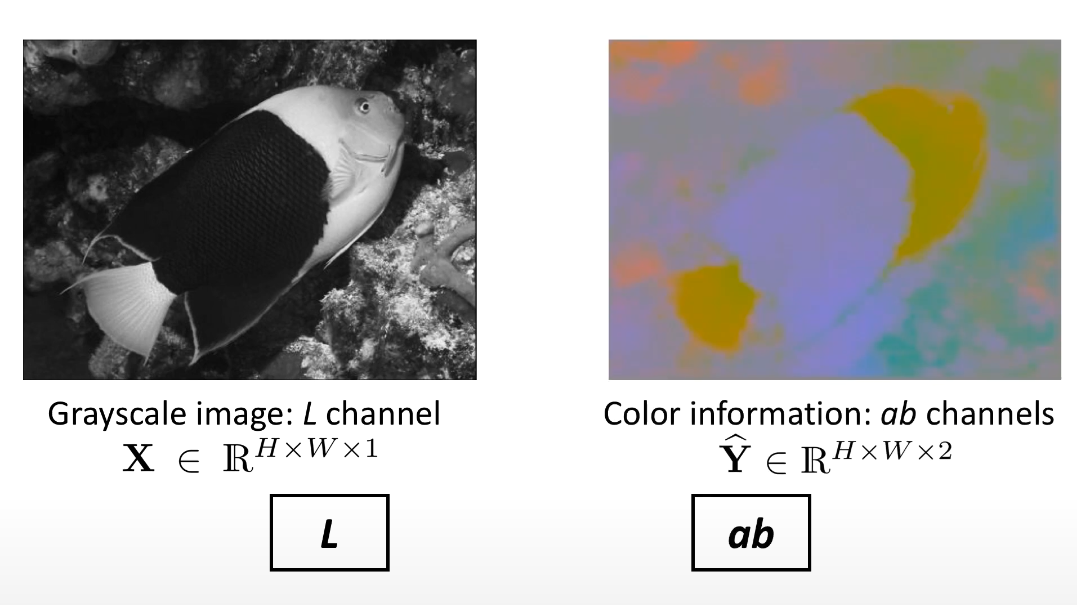 Grayscale image: L channel
X ∈ ℝ^{H×W×1}
Color information: ab channels
Ŷ ∈ ℝ^{H×W×2}
L
ab